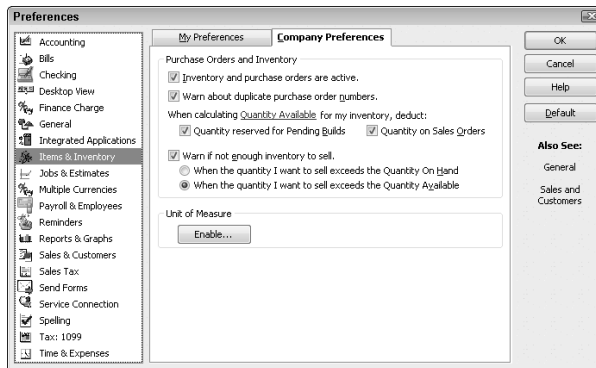 Preferences
Accounting
Bills
Checking
Desktop View
Finance Charge
General
Integrated Applications
Items & Inventory
Jobs & Estimates
Multiple Currencies
Payroll & Employees
Reminders
Reports & Graphs
Sales & Customers
Sales Tax
Send Forms
Service Connection
Spelling
Tax: 1099
Time & Expenses
My Preferences
Company Preferences
Purchase Orders and Inventory
Inventory and purchase orders are active.
Warn about duplicate purchase order numbers.
When calculating Quantity Available for my inventory, deduct:
Quantity reserved for Pending Builds
Quantity on Sales Orders
Warn if not enough inventory to sell.
When the quantity I want to sell exceeds the Quantity On Hand
When the quantity I want to sell exceeds the Quantity Available
Unit of Measure
Enable...
OK
Cancel
Help
Default
Also See:
General
Sales and
Customers